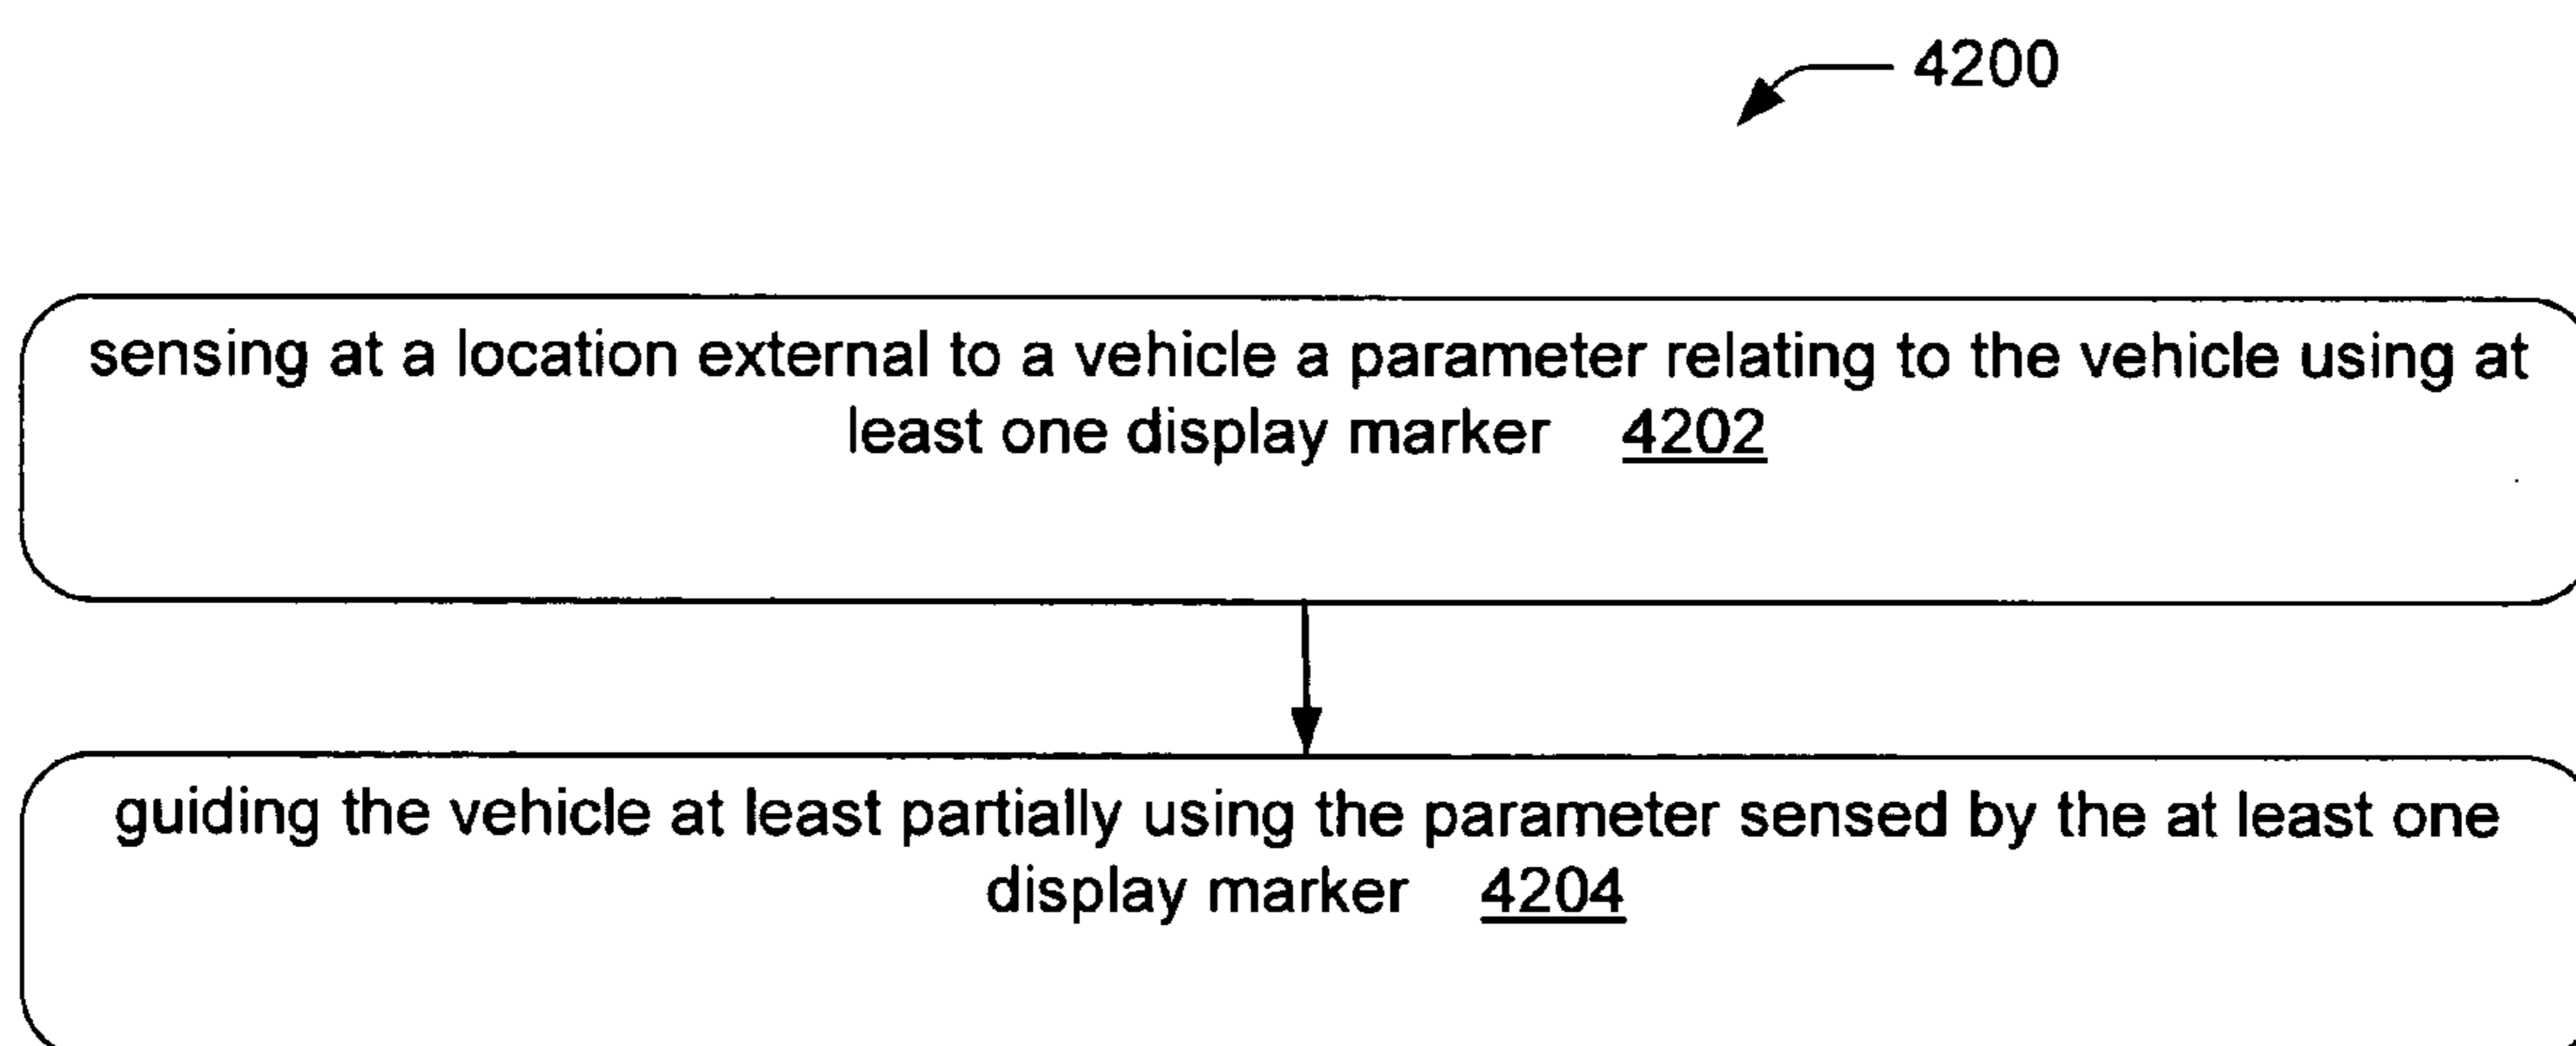 4200
sensing at a location external to a vehicle a parameter relating to the vehicle using at
least one display marker 4202
guiding the vehicle at least partially using the parameter sensed by the at least one
display marker 4204